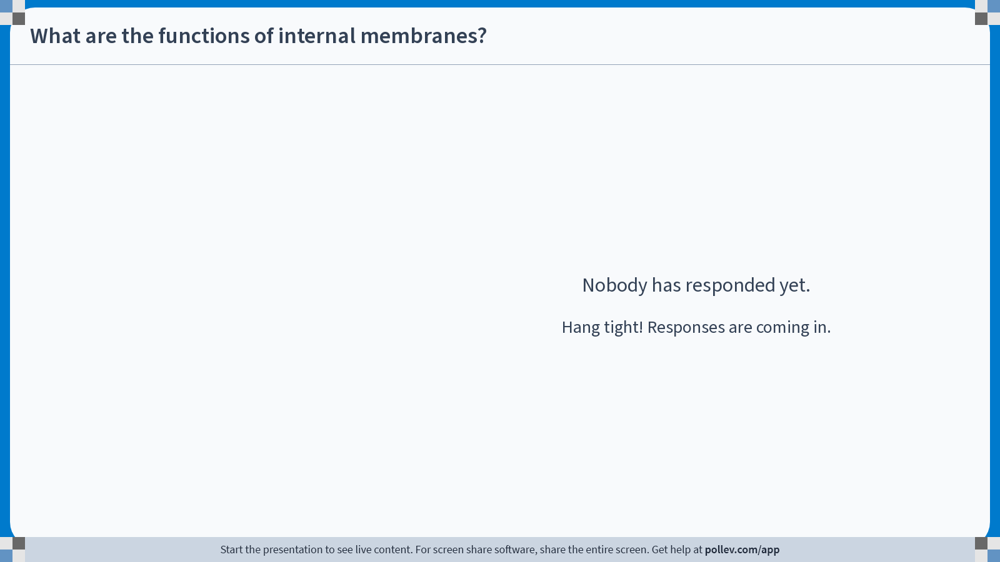 What are the functions of internal membranes?
Nobody has responded yet.
Hang tight! Responses are coming in.
Start the presentation to see live content. For screen share software, share the entire screen. Get help at pollev.com/app